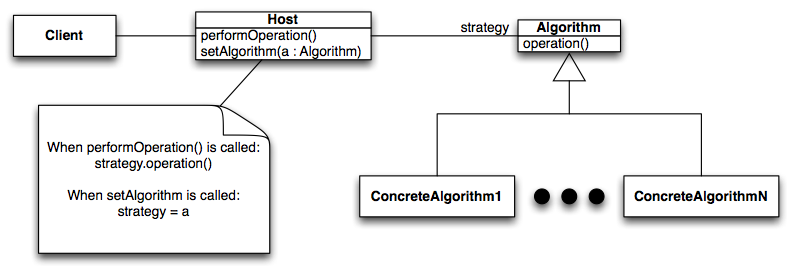 Client
Host
performOperation()
setAlgorithm(a : Algorithm)
strategy
Algorithm
operation()
When performOperation() is called:
strategy.operation()
When setAlgorithm is called:
strategy = a
ConcreteAlgorithm1
ConcreteAlgorithmN